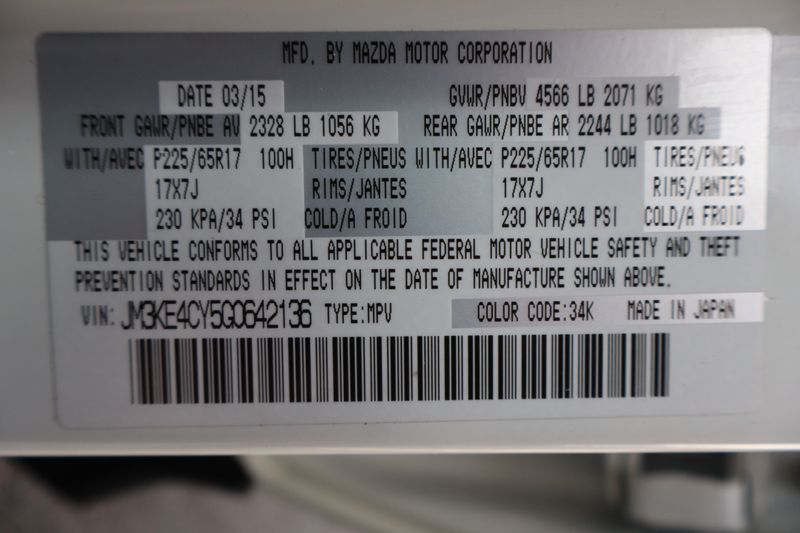 MFD. BY MAZDA MOTOR CORPORATION
DATE 03/15 GVWR/PNBV 4566 LB 2071 KG
FRONT GAWR/PNBE AV 2328 LB 1056 KG REAR GAWR/PNBE AR 2244 LB 1018 KG
WITH/AVEC P225/65R17 100H TIRES/PNEUS WITH/AVEC P225/65R17 100H TIRES/PNEUS
17X7J RIMS/JANTES 17X7J RIMS/JANTES
230 KPA/34 PSI COLD/A FROID 230 KPA/34 PSI COLD/A FROID
THIS VEHICLE CONFORMS TO ALL APPLICABLE FEDERAL MOTOR VEHICLE SAFETY AND THEFT
PREVENTION STANDARDS IN EFFECT ON THE DATE OF MANUFACTURE SHOWN ABOVE.
VIN: JM3KE4CY5G0642136 TYPE:MPV COLOR CODE:34K MADE IN JAPAN